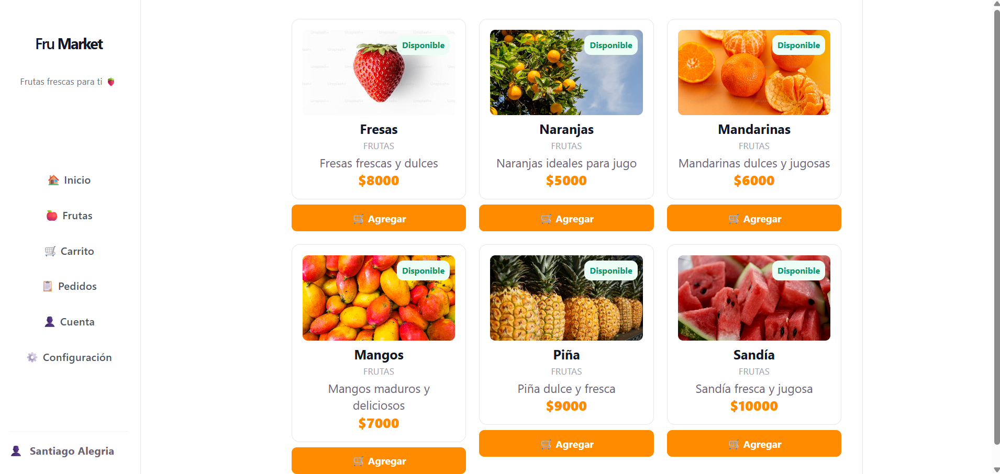 Fru Market
Frutas frescas para ti
Inicio
Frutas
Carrito
Pedidos
Cuenta
Configuración
Santiago Alegria
Disponible
Fresas
FRUTAS
Fresas frescas y dulces
$8000
Agregar
Disponible
Naranjas
FRUTAS
Naranjas ideales para jugo
$5000
Agregar
Disponible
Mandarinas
FRUTAS
Mandarinas dulces y jugosas
$6000
Agregar
Disponible
Mangos
FRUTAS
Mangos maduros y
deliciosos
$7000
Agregar
Disponible
Piña
FRUTAS
Piña dulce y fresca
$9000
Agregar
Disponible
Sandía
FRUTAS
Sandía fresca y jugosa
$10000
Agregar